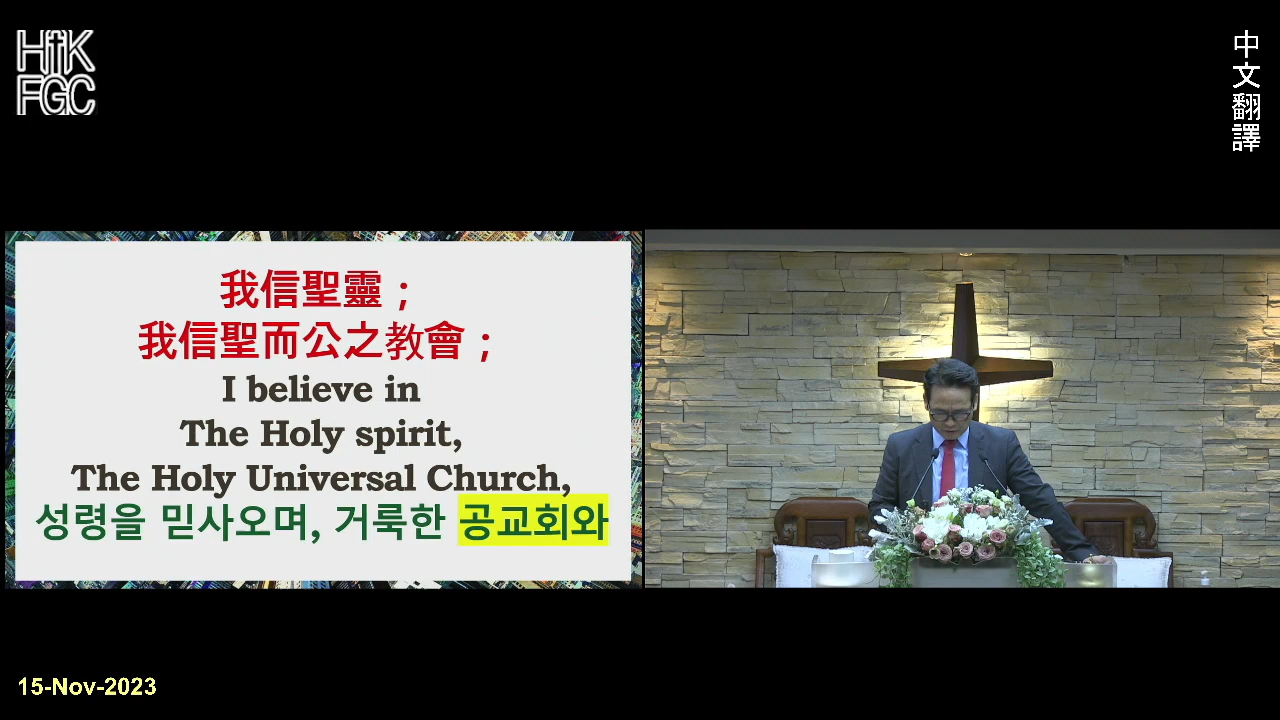 HfK
FGC
中文翻譯
我信聖靈；
我信聖而公之教會；
I believe in
The Holy spirit,
The Holy Universal Church,
성령을 믿사오며, 거룩한 공교회와
15-Nov-2023